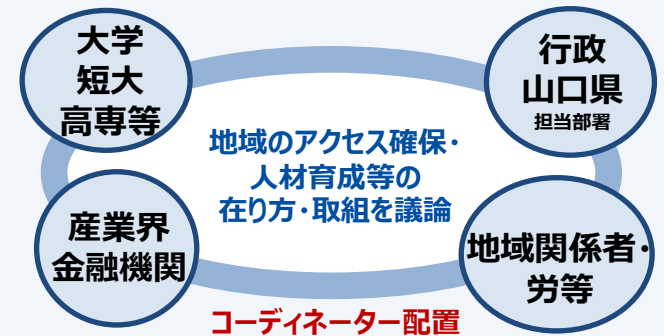 大学
短大
高専等
行政
山口県
担当部署
地域のアクセス確保・
人材育成等の
在り方・取組を議論
産業界
金融機関
地域関係者・
労等
コーディネーター配置